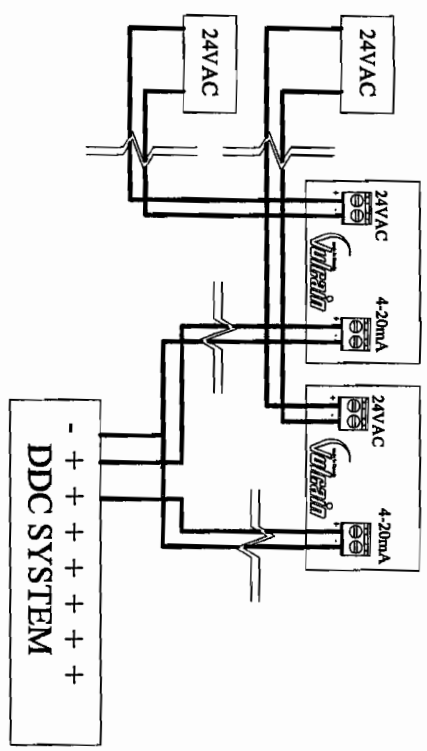 24VAC
24VAC
24VAC
+ -
Vulcain
4-20mA
+ -
24VAC
+ -
Vulcain
4-20mA
+ -
- + + + + + + +
DDC SYSTEM